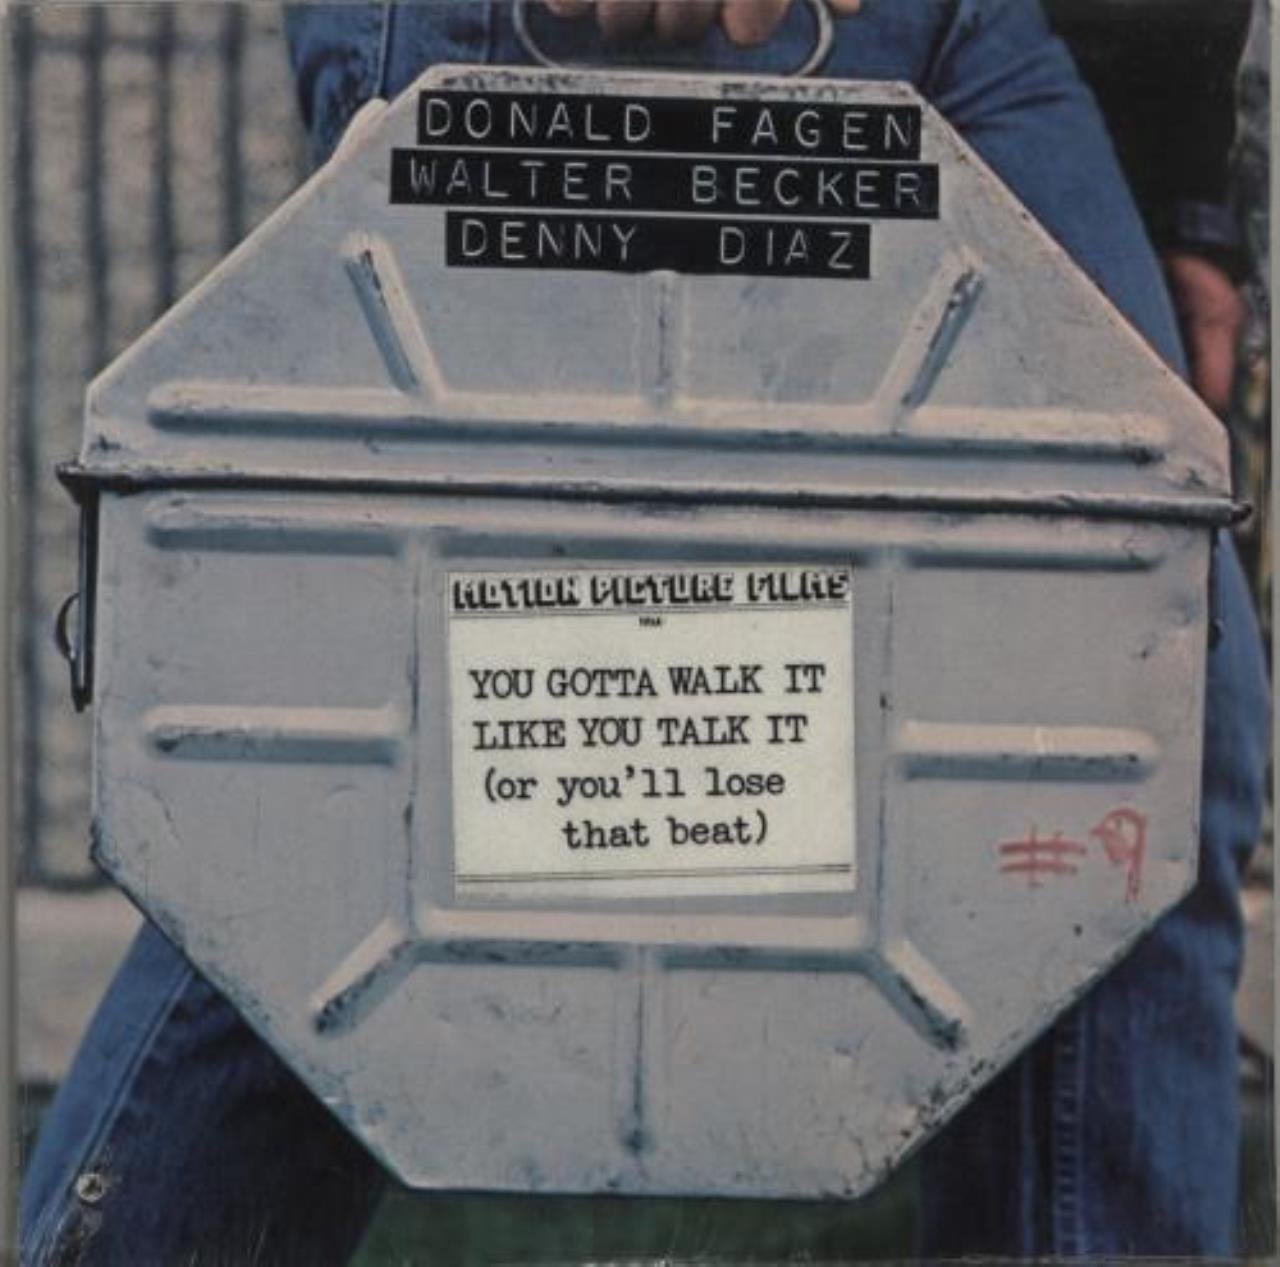 DONALD FAGEN
WALTER BECKER
DENNY DIAZ
MOTION PICTURE FILMS
YOU GOTTA WALK IT
LIKE YOU TALK IT
(or you'll lose
that beat)
#9